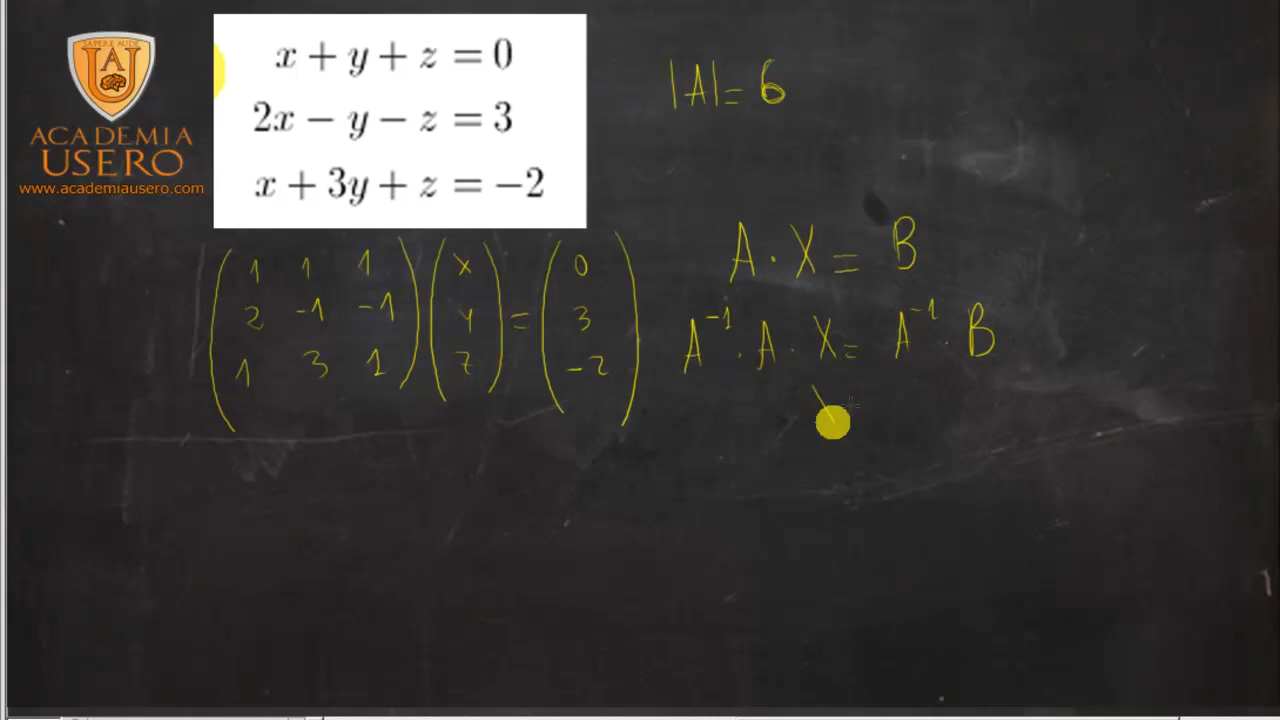 SAPERE AUDE
ACADEMIA
USERO
www.academiausero.com
x + y + z = 0
2x − y − z = 3
x + 3y + z = −2
|A| = 6
1 1 1 x 0
2 -1 -1 y = 3
1 3 1 z -2
A · X = B
A⁻¹ · A · X = A⁻¹ · B